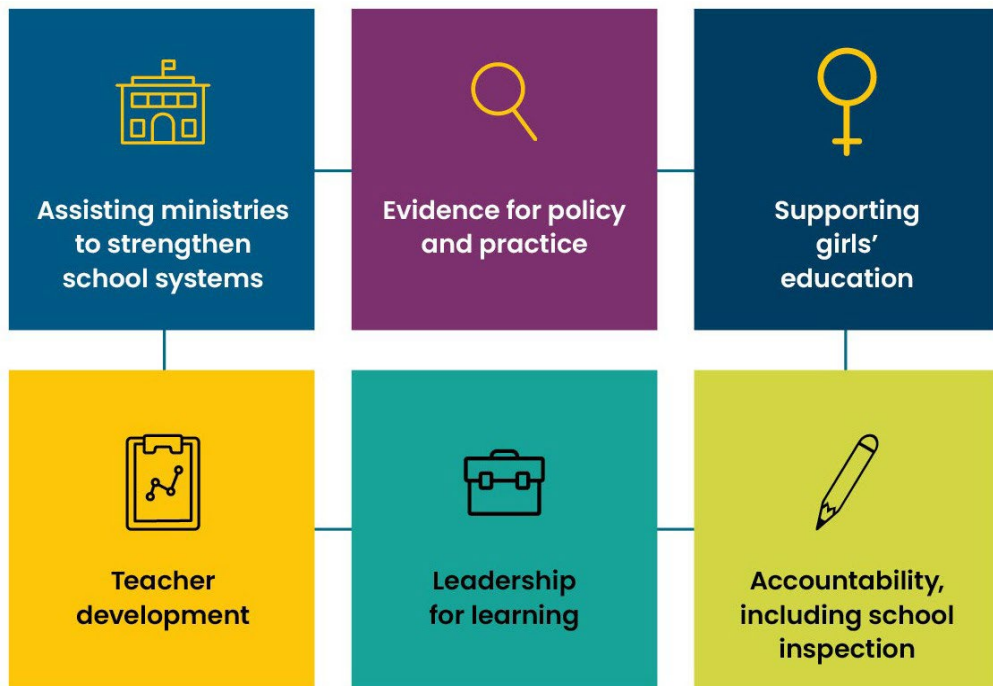 Assisting ministries
to strengthen
school systems
Evidence for policy
and practice
Supporting
girls’
education
Teacher
development
Leadership
for learning
Accountability,
including school
inspection